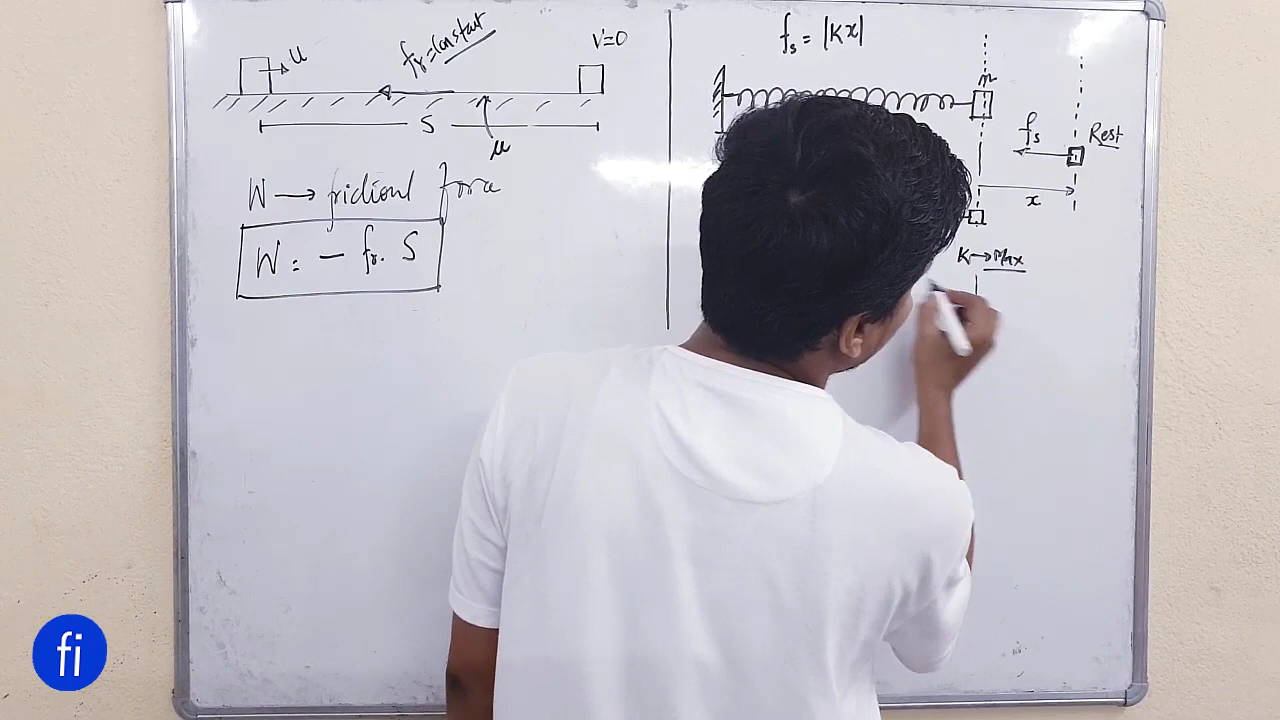 u
fr = constant
V=0
S
μ
W → frictional force
W = - fr. S
fs = |Kx|
m
fs
Rest
x
K → Max
fi